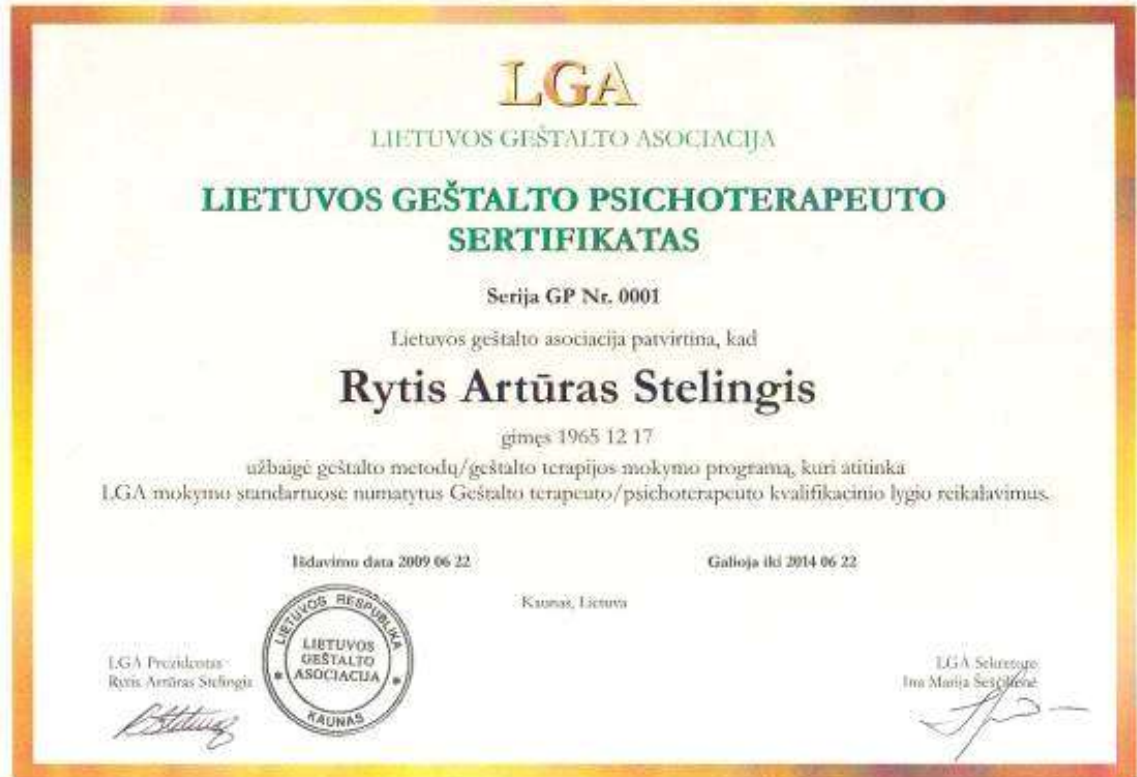 LGA
LIETUVOS GEŠTALTO ASOCIACIJA
LIETUVOS GEŠTALTO PSICHOTERAPEUTO
SERTIFIKATAS
Serija GP Nr. 0001
Lietuvos geštalto asociacija patvirtina, kad
Rytis Artūras Stelingis
gimęs 1965 12 17
užbaigė geštalto metodų/geštalto terapijos mokymo programą, kuri atitinka
LGA mokymo standartuose numatytus Geštalto terapeuto/psichoterapeuto kvalifikacinio lygio reikalavimus.
Išdavimo data 2009 06 22
Galioja iki 2014 06 22
Kaunas, Lietuva
LIETUVOS RESPUBLIKA
LIETUVOS
GEŠTALTO
ASOCIACIJA
KAUNAS
LGA Prezidentas
Rytis Artūras Stelingis
LGA Sekretorė
Ina Marija